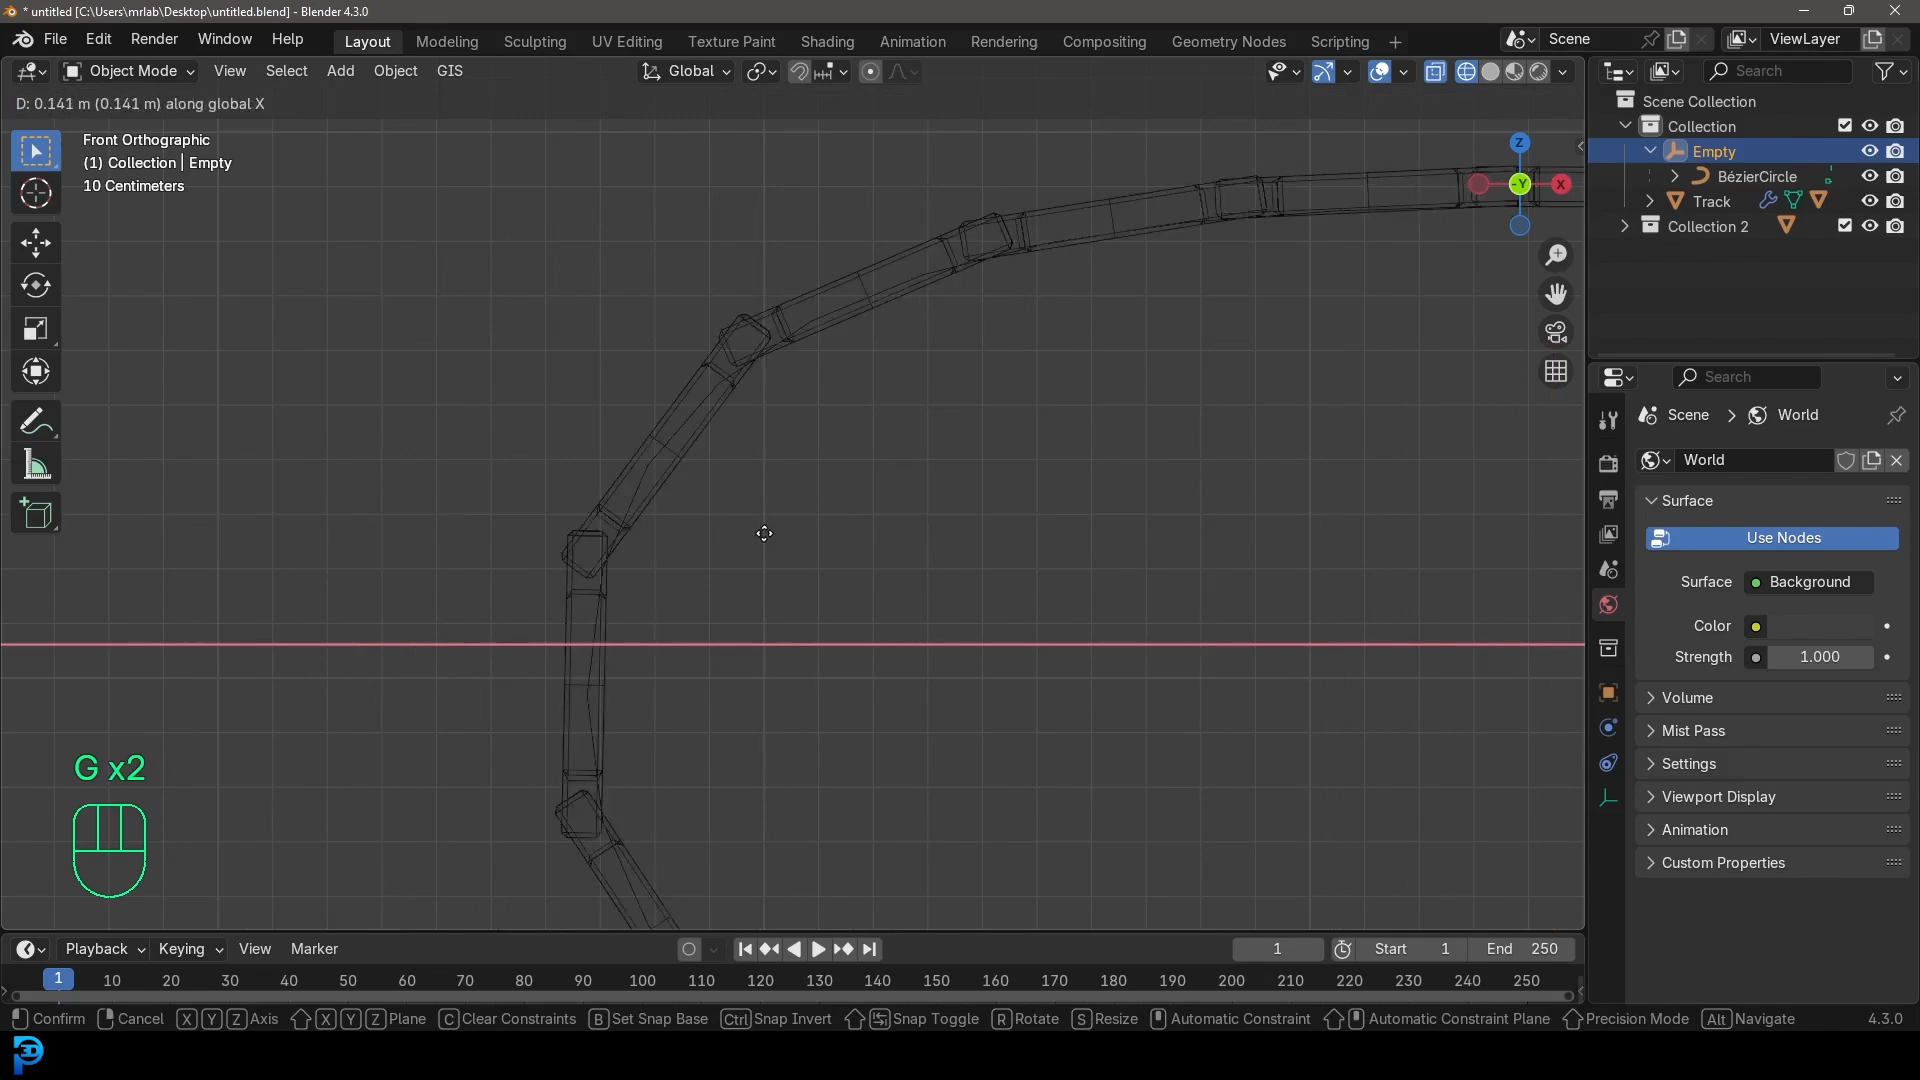 * untitled [C:\Users\mrlab\Desktop\untitled.blend] - Blender 4.3.0
File Edit Render Window Help Layout Modeling Sculpting UV Editing Texture Paint Shading Animation Rendering Compositing Geometry Nodes Scripting + Scene ViewLayer
Object Mode View Select Add Object GIS Global Search
D: 0.141 m (0.141 m) along global X
Front Orthographic
(1) Collection | Empty
10 Centimeters
Z
-Y X
Scene Collection
Collection
Empty
BézierCircle
Track
Collection 2
Search
Scene > World
World
Surface
Use Nodes
Surface Background
Color
Strength 1.000
Volume
Mist Pass
Settings
Viewport Display
Animation
Custom Properties
G x2
Playback Keying View Marker 1 Start 1 End 250
1 10 20 30 40 50 60 70 80 90 100 110 120 130 140 150 160 170 180 190 200 210 220 230 240 250
Confirm Cancel X Y Z Axis X Y Z Plane C Clear Constraints B Set Snap Base Ctrl Snap Invert Snap Toggle R Rotate S Resize Automatic Constraint Automatic Constraint Plane Precision Mode Alt Navigate 4.3.0